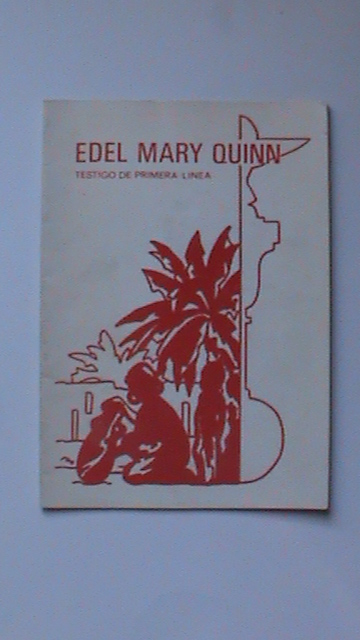 EDEL MARY QUINN
TESTIGO DE PRIMERA LINEA